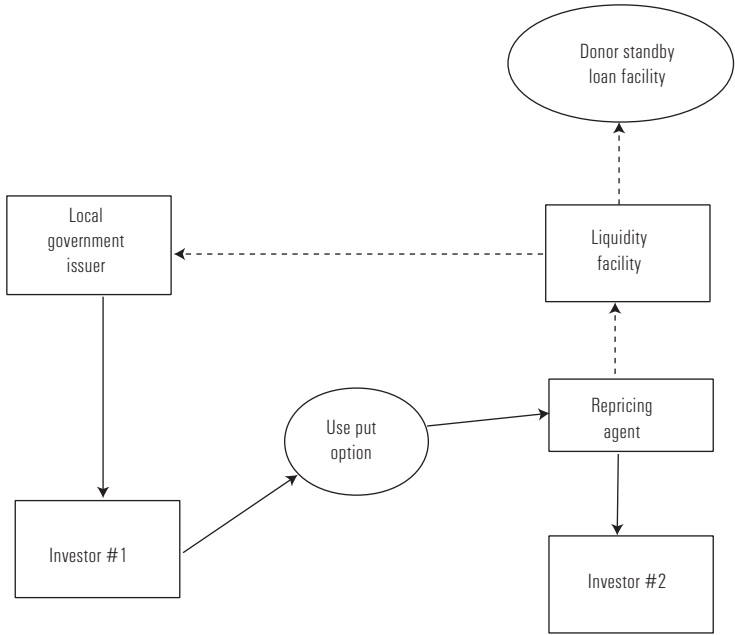 Donor standby
loan facility
Local
government
issuer
Liquidity
facility
Repricing
agent
Use put
option
Investor #1
Investor #2